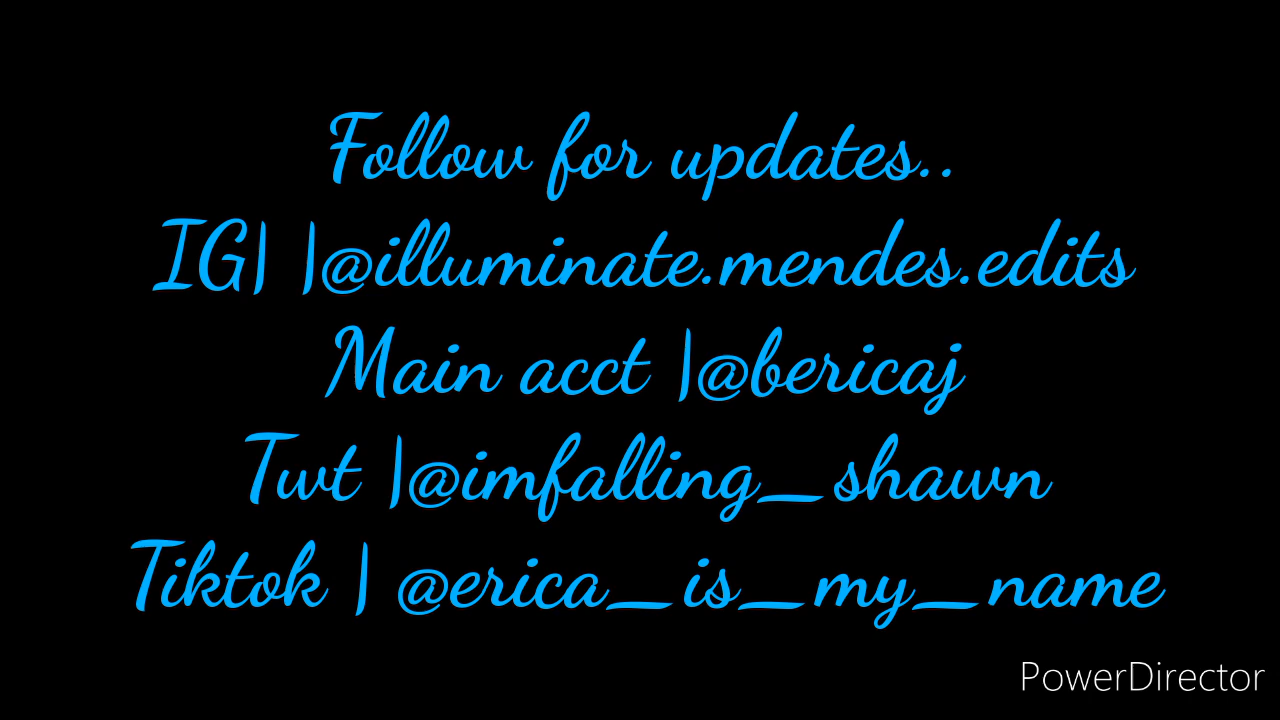 Follow for updates..
IG| |@illuminate.mendes.edits
Main acct |@bericaj
Twt |@imfalling_shawn
Tiktok | @erica_is_my_name
PowerDirector